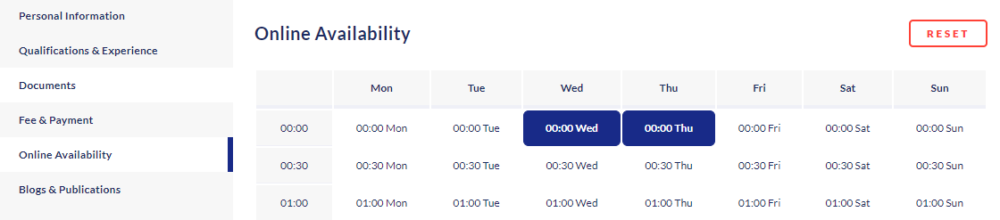 Personal Information
Qualifications & Experience
Documents
Fee & Payment
Online Availability
Blogs & Publications
Online Availability
RESET
Mon Tue Wed Thu Fri Sat Sun
00:00 00:00 Mon 00:00 Tue 00:00 Wed 00:00 Thu 00:00 Fri 00:00 Sat 00:00 Sun
00:30 00:30 Mon 00:30 Tue 00:30 Wed 00:30 Thu 00:30 Fri 00:30 Sat 00:30 Sun
01:00 01:00 Mon 01:00 Tue 01:00 Wed 01:00 Thu 01:00 Fri 01:00 Sat 01:00 Sun